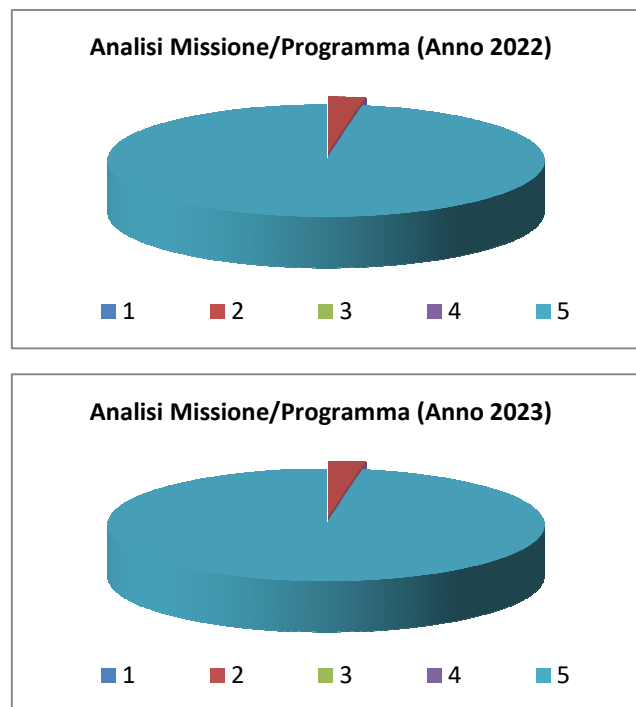 Analisi Missione/Programma (Anno 2022)
1 2 3 4 5
Analisi Missione/Programma (Anno 2023)
1 2 3 4 5